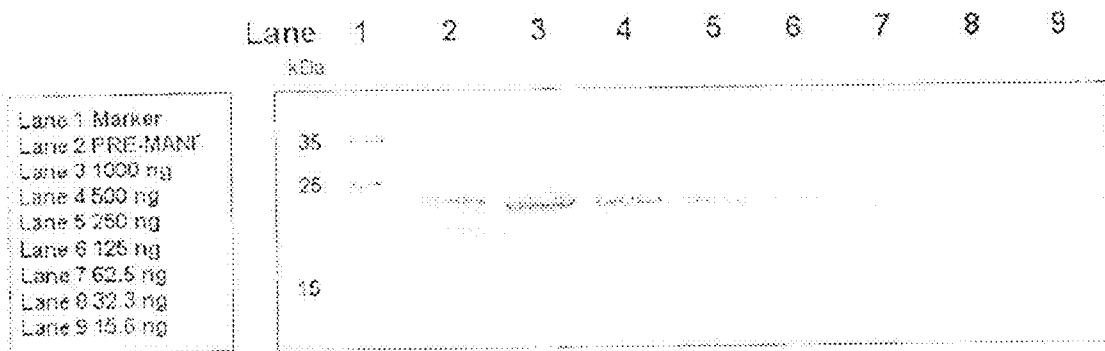 Lane 1 2 3 4 5 6 7 8 9
kDa
Lane 1 Marker
Lane 2 PRE-MANF
Lane 3 1000 ng
Lane 4 500 ng
Lane 5 250 ng
Lane 6 125 ng
Lane 7 62.5 ng
Lane 8 32.3 ng
Lane 9 15.6 ng
35
25
15